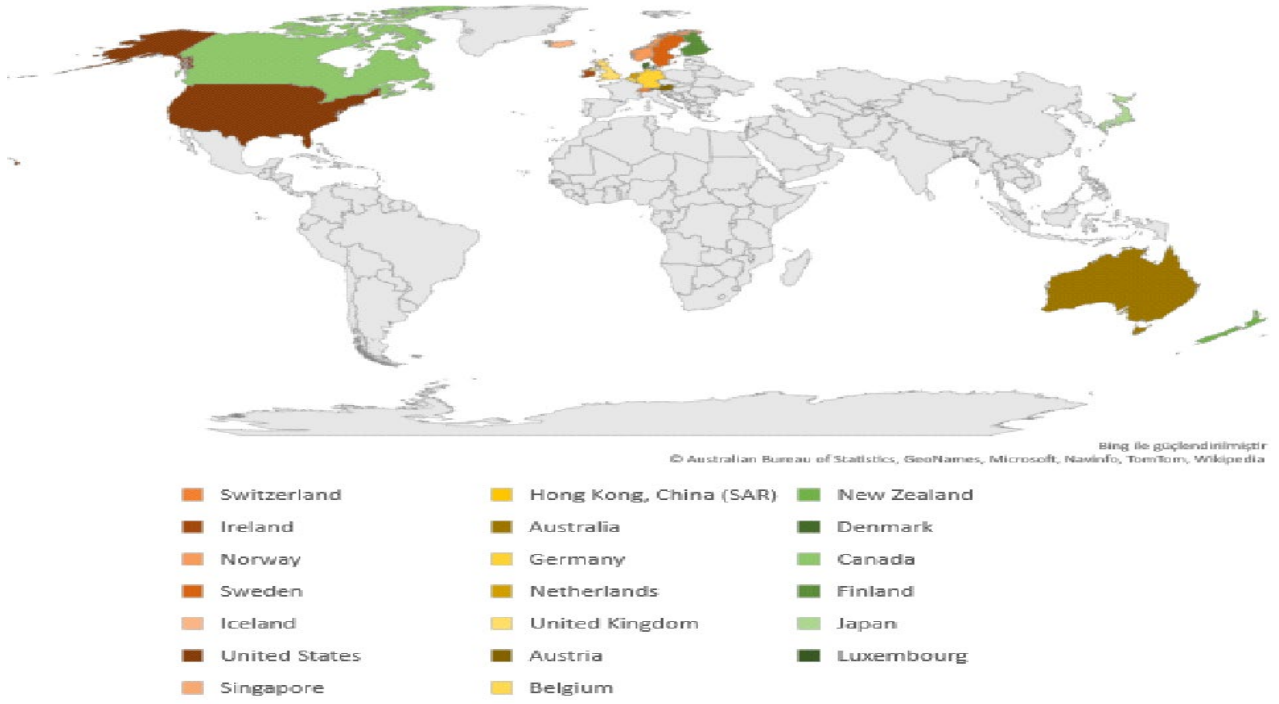 Bing ile güçlendirilmiştir
© Australian Bureau of Statistics, GeoNames, Microsoft, Navinfo, TomTom, Wikipedia
Switzerland
Ireland
Norway
Sweden
Iceland
United States
Singapore
Hong Kong, China (SAR)
Australia
Germany
Netherlands
United Kingdom
Austria
Belgium
New Zealand
Denmark
Canada
Finland
Japan
Luxembourg